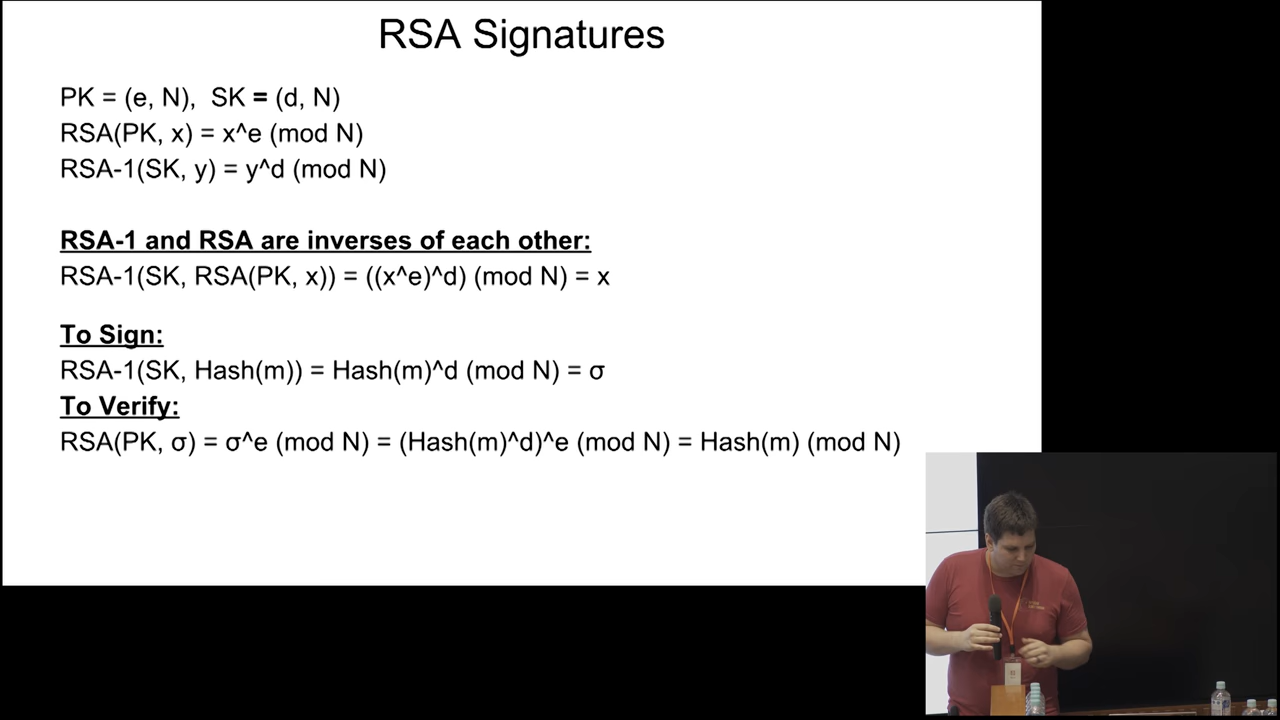 RSA Signatures
PK = (e, N), SK = (d, N)
RSA(PK, x) = x^e (mod N)
RSA-1(SK, y) = y^d (mod N)
RSA-1 and RSA are inverses of each other:
RSA-1(SK, RSA(PK, x)) = ((x^e)^d) (mod N) = x
To Sign:
RSA-1(SK, Hash(m)) = Hash(m)^d (mod N) = σ
To Verify:
RSA(PK, σ) = σ^e (mod N) = (Hash(m)^d)^e (mod N) = Hash(m) (mod N)